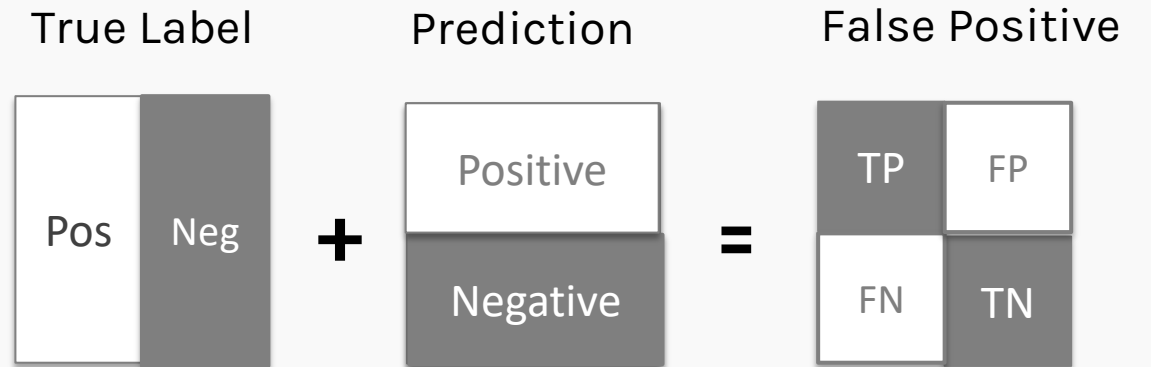 True Label
Prediction
False Positive
Pos
Neg
+
Positive
Negative
=
TP
FP
FN
TN